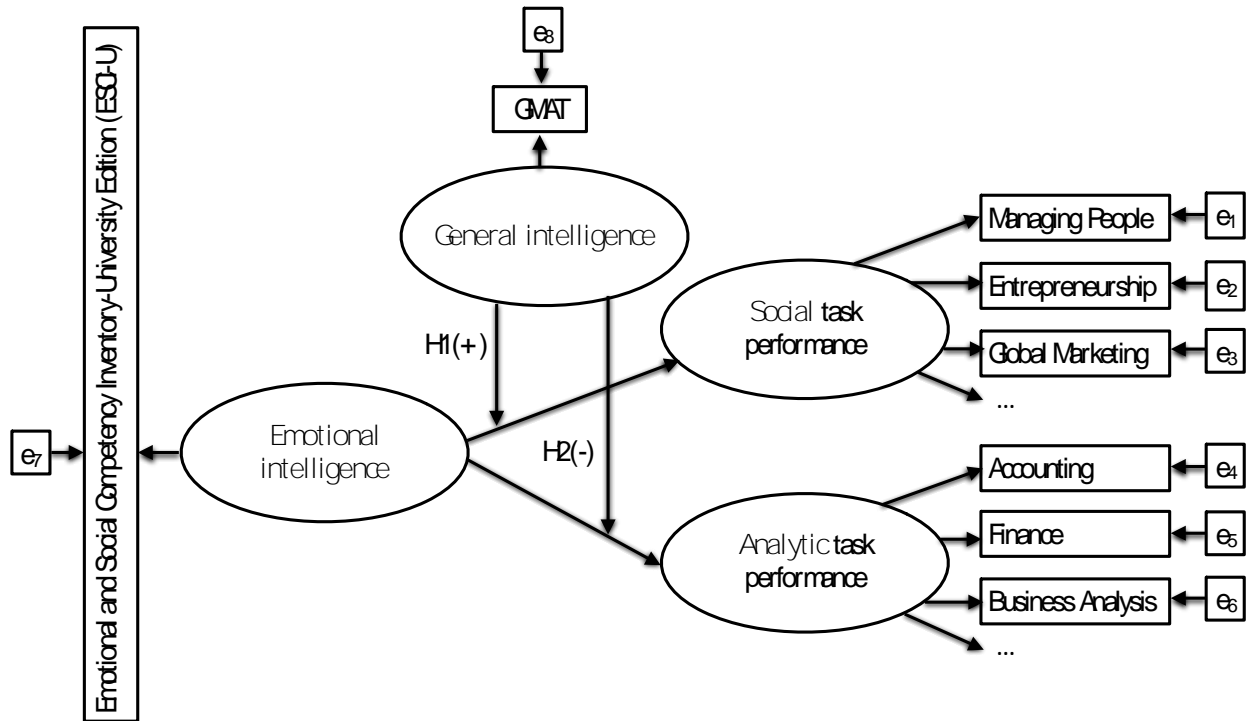 e8
GMAT
General intelligence
Emotional and Social Competency Inventory-University Edition (ESCI-U)
e7
Emotional
intelligence
H1(+)
H2(-)
Social task
performance
Managing People
e1
Entrepreneurship
e2
Global Marketing
e3
...
Analytic task
performance
Accounting
e4
Finance
e5
Business Analysis
e6
...